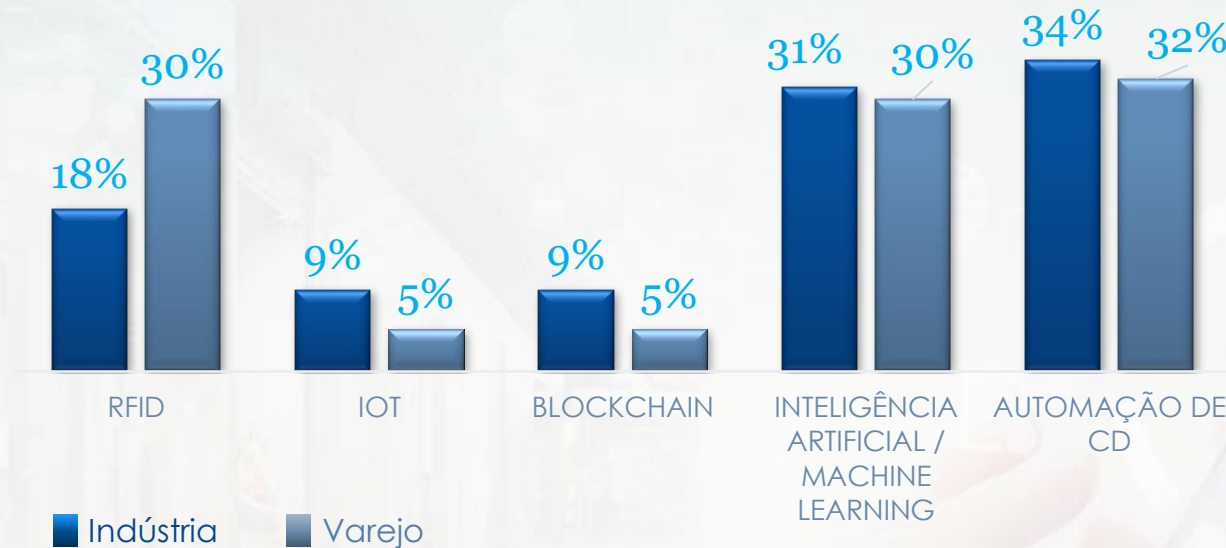 18%
30%
9%
5%
9%
5%
31%
30%
34%
32%
RFID
IOT
BLOCKCHAIN
INTELIGÊNCIA
ARTIFICIAL /
MACHINE
LEARNING
AUTOMAÇÃO DE
CD
Indústria
Varejo